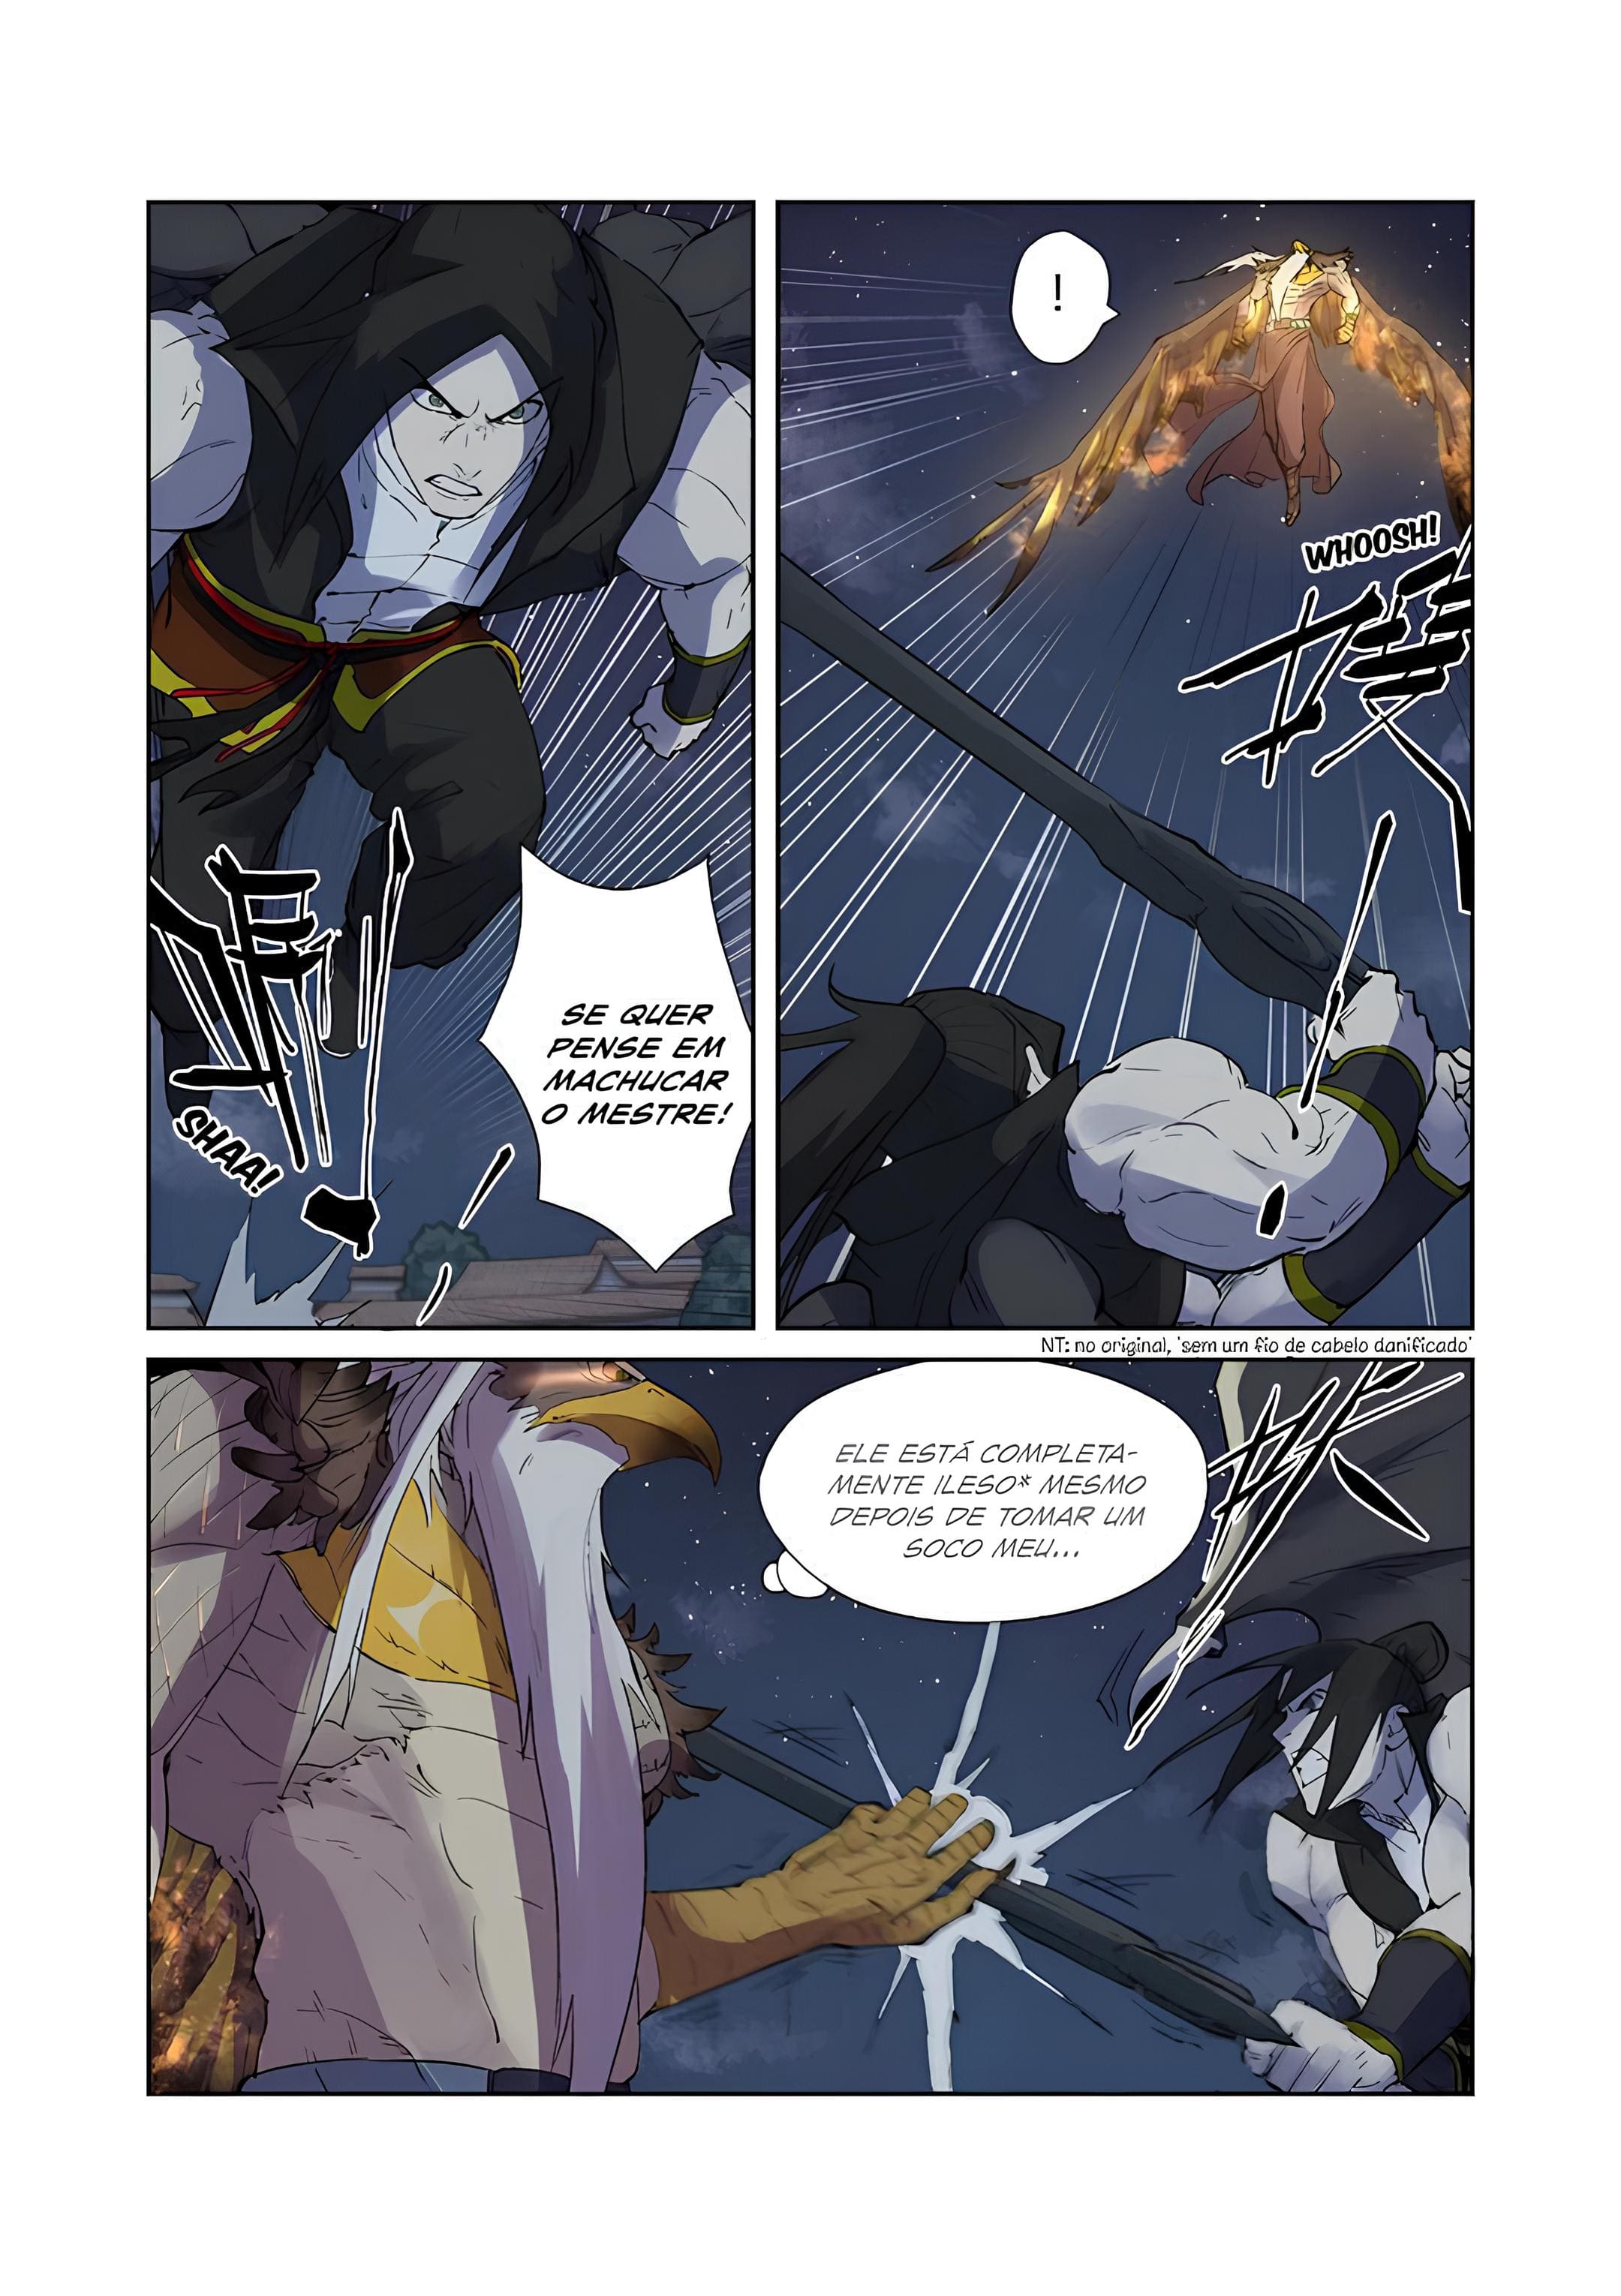 SE QUER
PENSE EM
MACHUCAR
O MESTRE!
SHAA!
!
WHOOSH!
NT: no original, 'sem um fio de cabelo danificado'
ELE ESTÁ COMPLETA-
MENTE ILESO* MESMO
DEPOIS DE TOMAR UM
SOCO MEU...